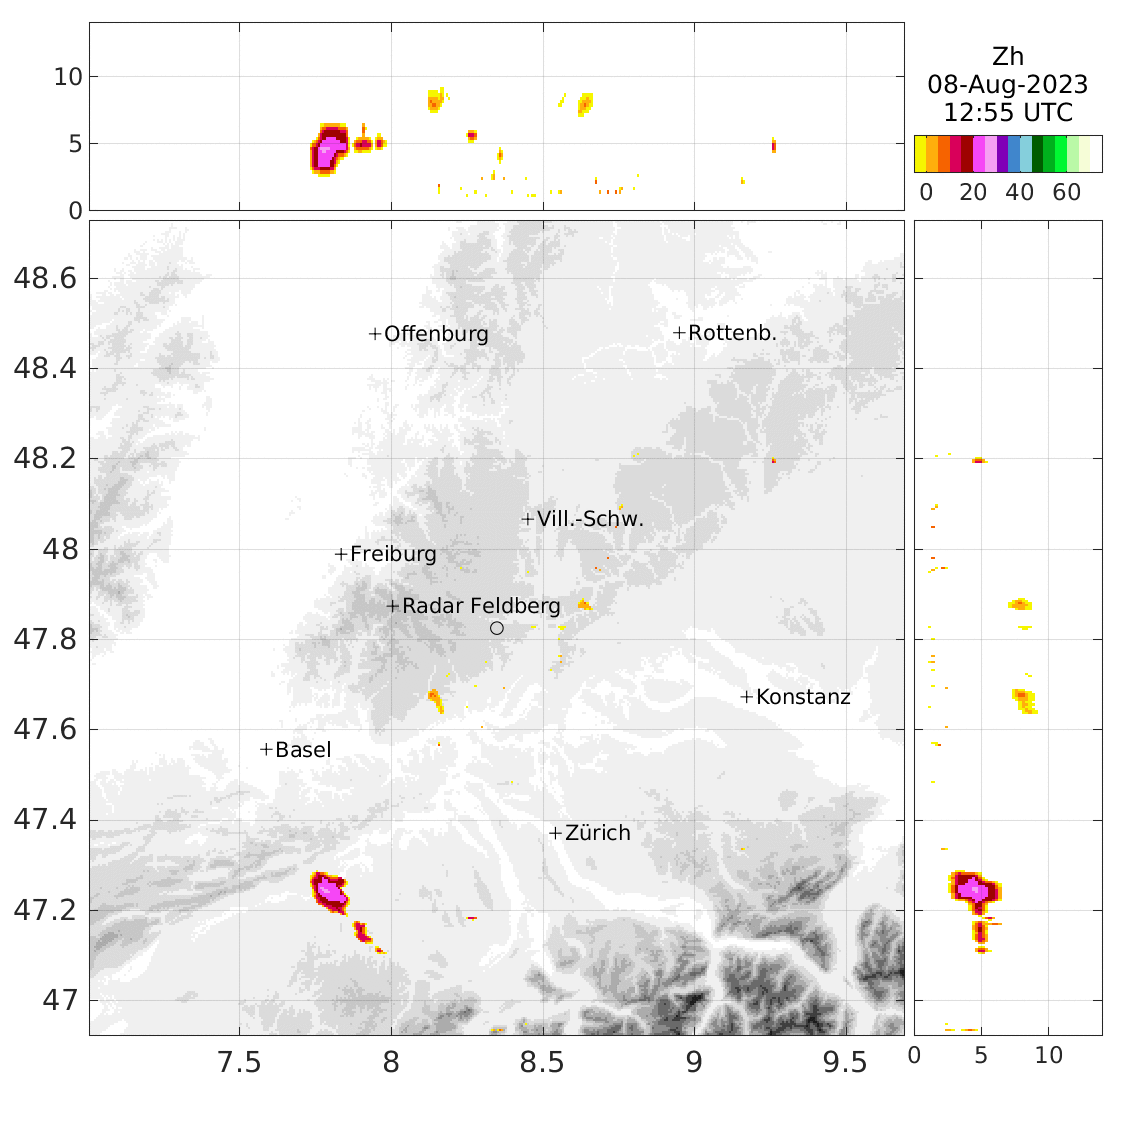 Zh
08-Aug-2023
12:55 UTC
0 20 40 60
10
5
0
48.6
48.4
48.2
48
47.8
47.6
47.4
47.2
47
Offenburg
Rottenb.
Vill.-Schw.
Freiburg
Radar Feldberg
Konstanz
Basel
Zürich
7.5 8 8.5 9 9.5
0 5 10